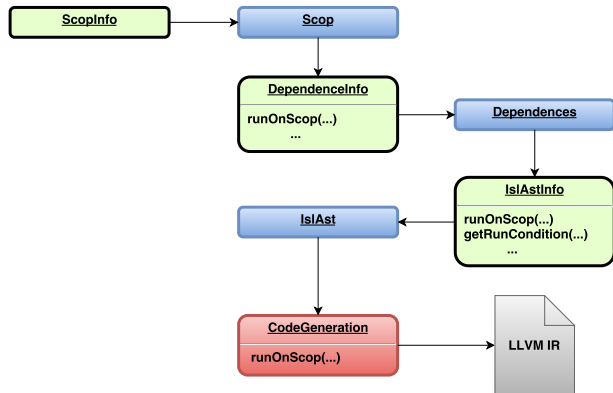 ScopInfo
Scop
DependenceInfo
runOnScop(...)
...
Dependences
IslAstInfo
runOnScop(...)
getRunCondition(...)
...
IslAst
CodeGeneration
runOnScop(...)
LLVM IR